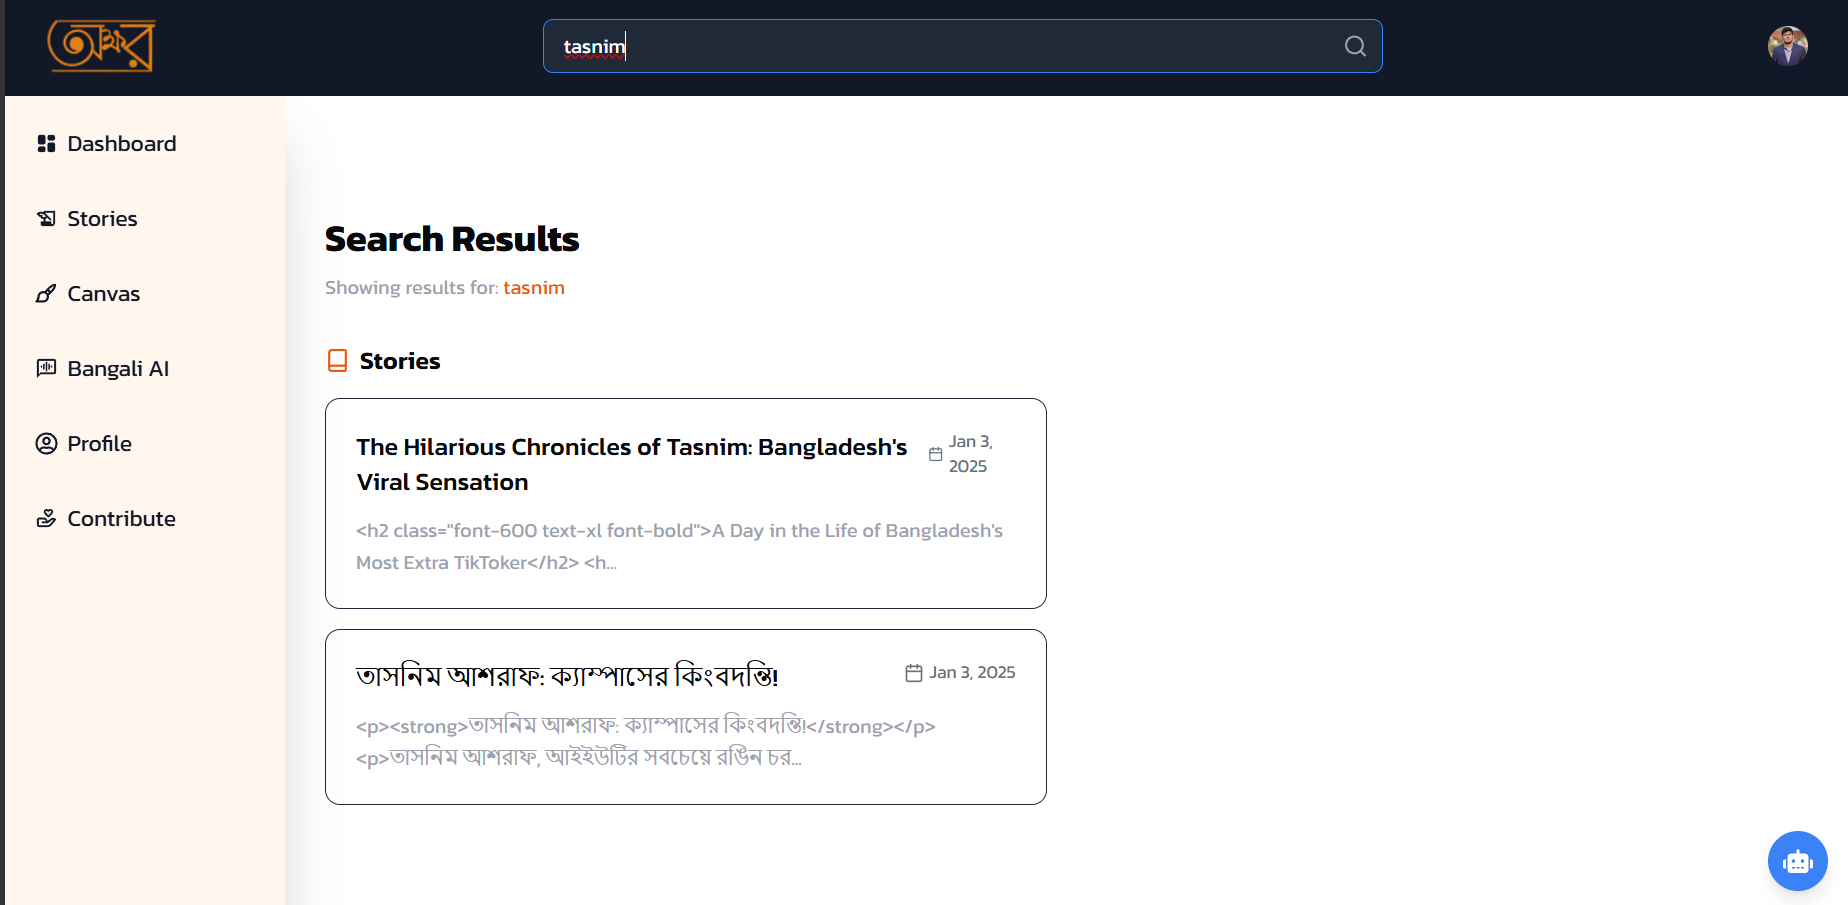 অক্ষর
tasnim
Dashboard
Stories
Canvas
Bangali AI
Profile
Contribute
Search Results
Showing results for: tasnim
Stories
The Hilarious Chronicles of Tasnim: Bangladesh's
Viral Sensation
Jan 3,
2025
<h2 class="font-600 text-xl font-bold">A Day in the Life of Bangladesh's
Most Extra TikToker</h2> <h...
তাসনিম আশরাফ: ক্যাম্পাসের কিংবদন্তি!
Jan 3, 2025
<p><strong>তাসনিম আশরাফ: ক্যাম্পাসের কিংবদন্তি!</strong></p>
<p>তাসনিম আশরাফ, আইইউটির সবচেয়ে রঙিন চর...